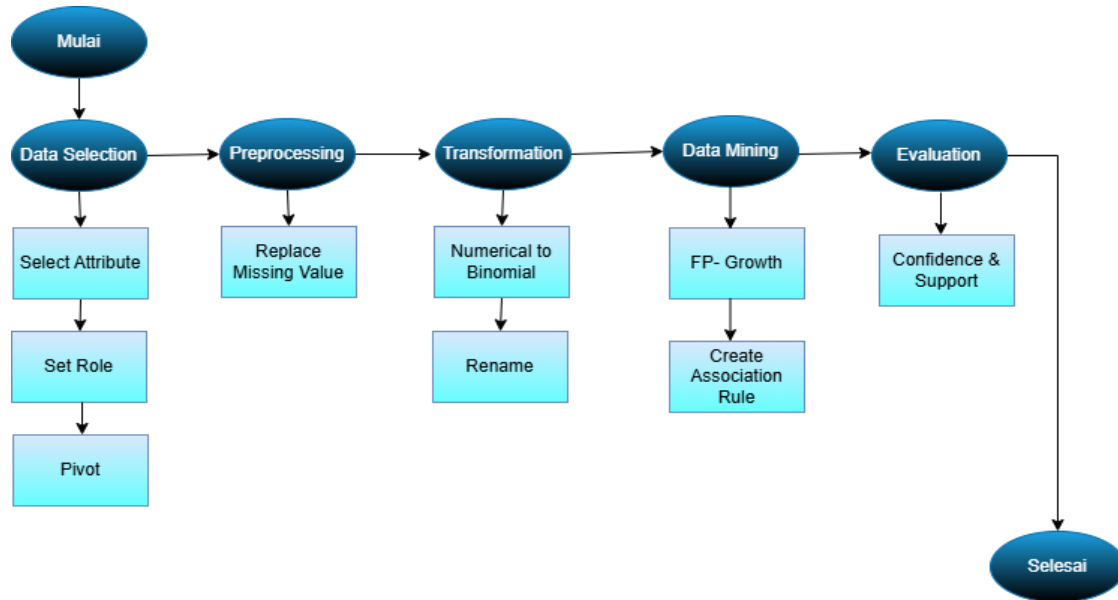 Mulai
Data Selection
Preprocessing
Transformation
Data Mining
Evaluation
Select Attribute
Replace
Missing Value
Numerical to
Binomial
FP- Growth
Confidence &
Support
Set Role
Rename
Create
Association
Rule
Pivot
Selesai